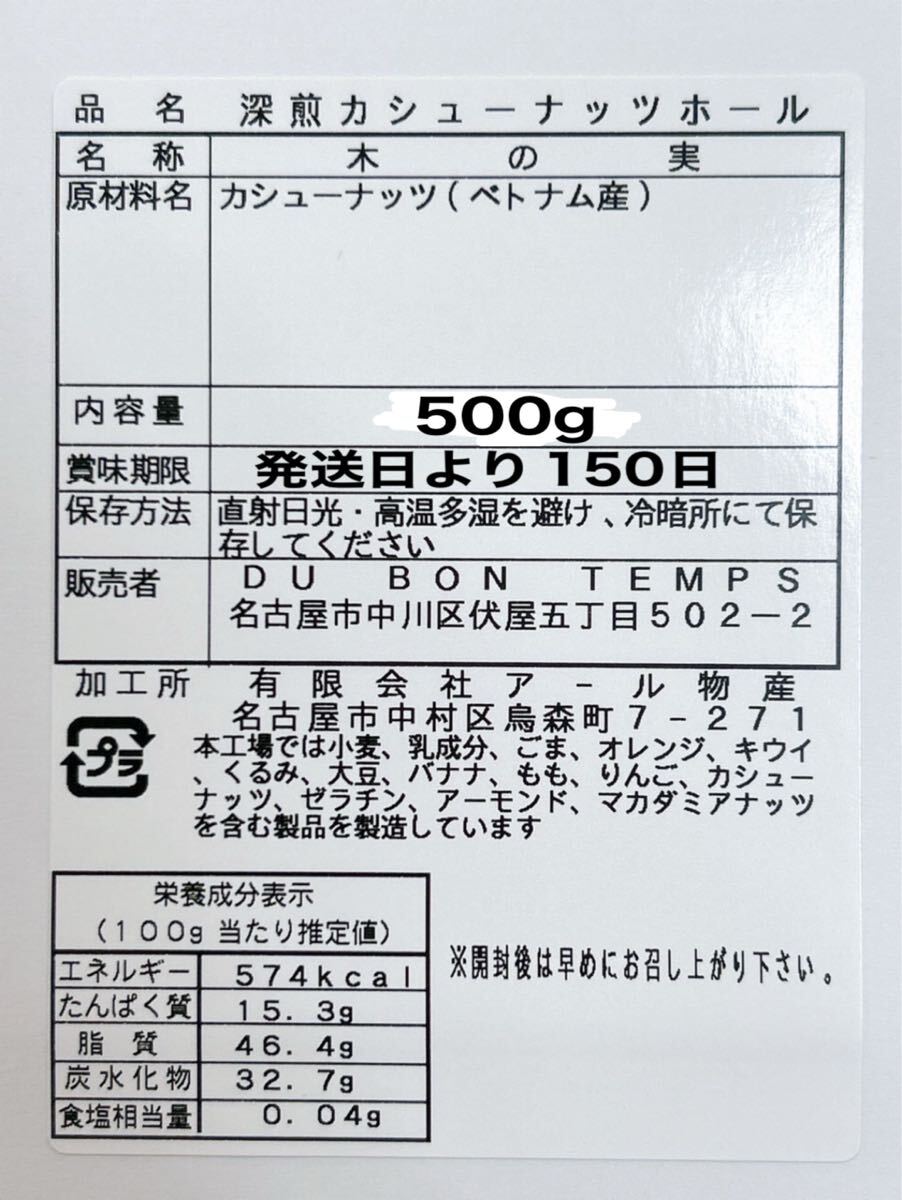 品名 深煎カシューナッツホール
名称 木の実
原材料名 カシューナッツ(ベトナム産)
内容量 500g
賞味期限 発送日より150日
保存方法 直射日光・高温多湿を避け、冷暗所にて保
存してください
販売者 DU BON TEMPS
名古屋市中川区伏屋五丁目502-2
加工所 有限会社アール物産
名古屋市中村区烏森町7-271
プラ
本工場では小麦、乳成分、ごま、オレンジ、キウイ
、くるみ、大豆、バナナ、もも、りんご、カシュー
ナッツ、ゼラチン、アーモンド、マカダミアナッツ
を含む製品を製造しています
栄養成分表示
(100g当たり推定値)
エネルギー 574kcal
たんぱく質 15.3g
脂質 46.4g
炭水化物 32.7g
食塩相当量 0.04g
※開封後は早めにお召し上がり下さい。